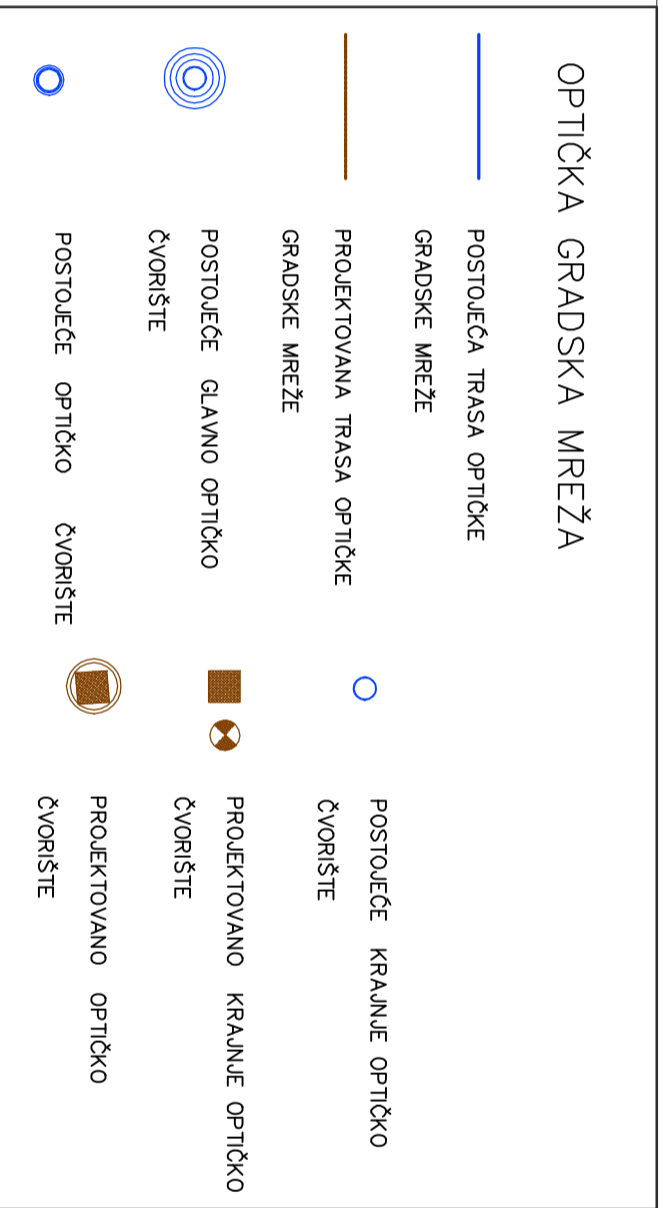 OPTIČKA GRADSKA MREŽA
POSTOJEĆA TRASA OPTIČKE
GRADSKE MREŽE
PROJEKTOVANA TRASA OPTIČKE
GRADSKE MREŽE
POSTOJEĆE GLAVNO OPTIČKO
ČVORIŠTE
POSTOJEĆE OPTIČKO ČVORIŠTE
POSTOJEĆE KRAJNJE OPTIČKO
ČVORIŠTE
PROJEKTOVANO KRAJNJE OPTIČKO
ČVORIŠTE
PROJEKTOVANO OPTIČKO
ČVORIŠTE